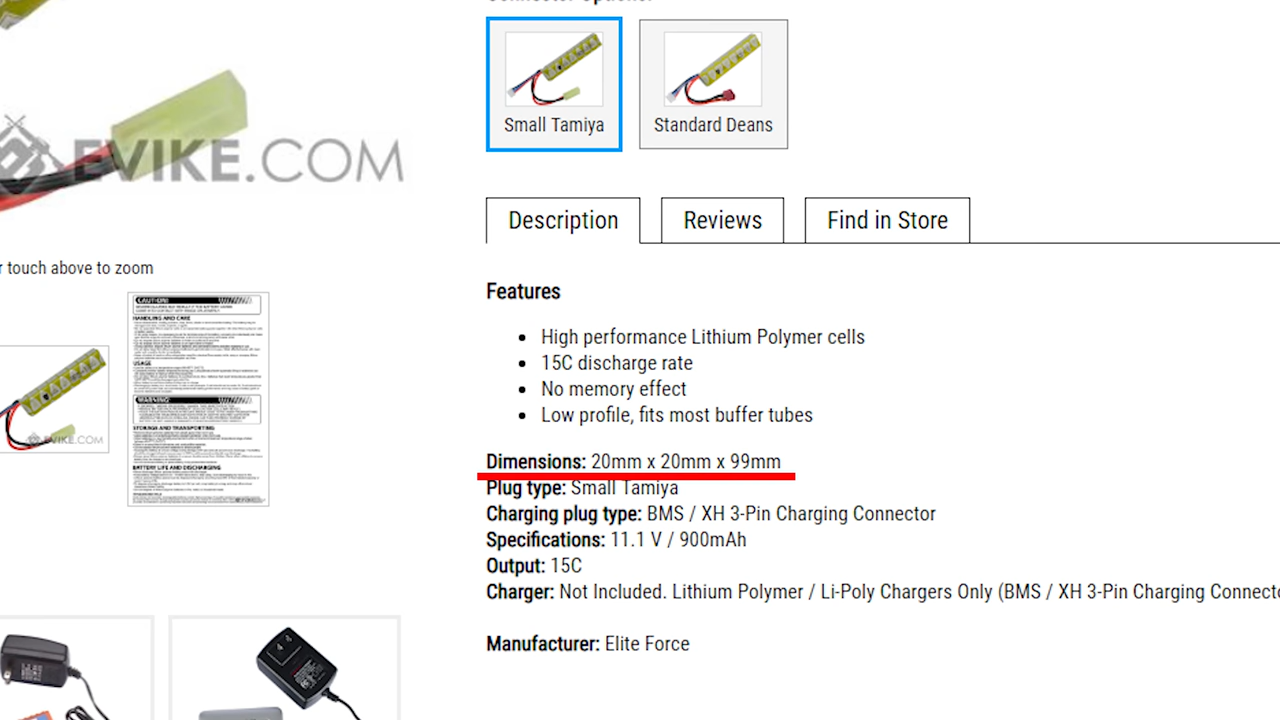 Small Tamiya
Standard Deans
EVIKE.COM
Description
Reviews
Find in Store
r touch above to zoom
Features
High performance Lithium Polymer cells
15C discharge rate
No memory effect
Low profile, fits most buffer tubes
Dimensions: 20mm x 20mm x 99mm
Plug type: Small Tamiya
Charging plug type: BMS / XH 3-Pin Charging Connector
Specifications: 11.1 V / 900mAh
Output: 15C
Charger: Not Included. Lithium Polymer / Li-Poly Chargers Only (BMS / XH 3-Pin Charging Connecto
Manufacturer: Elite Force
CAUTION!
HANDLING AND CARE
USAGE
WARNING
STORAGE AND TRANSPORTING
BATTERY LIFE AND DISCHARGING
EVIKE.COM